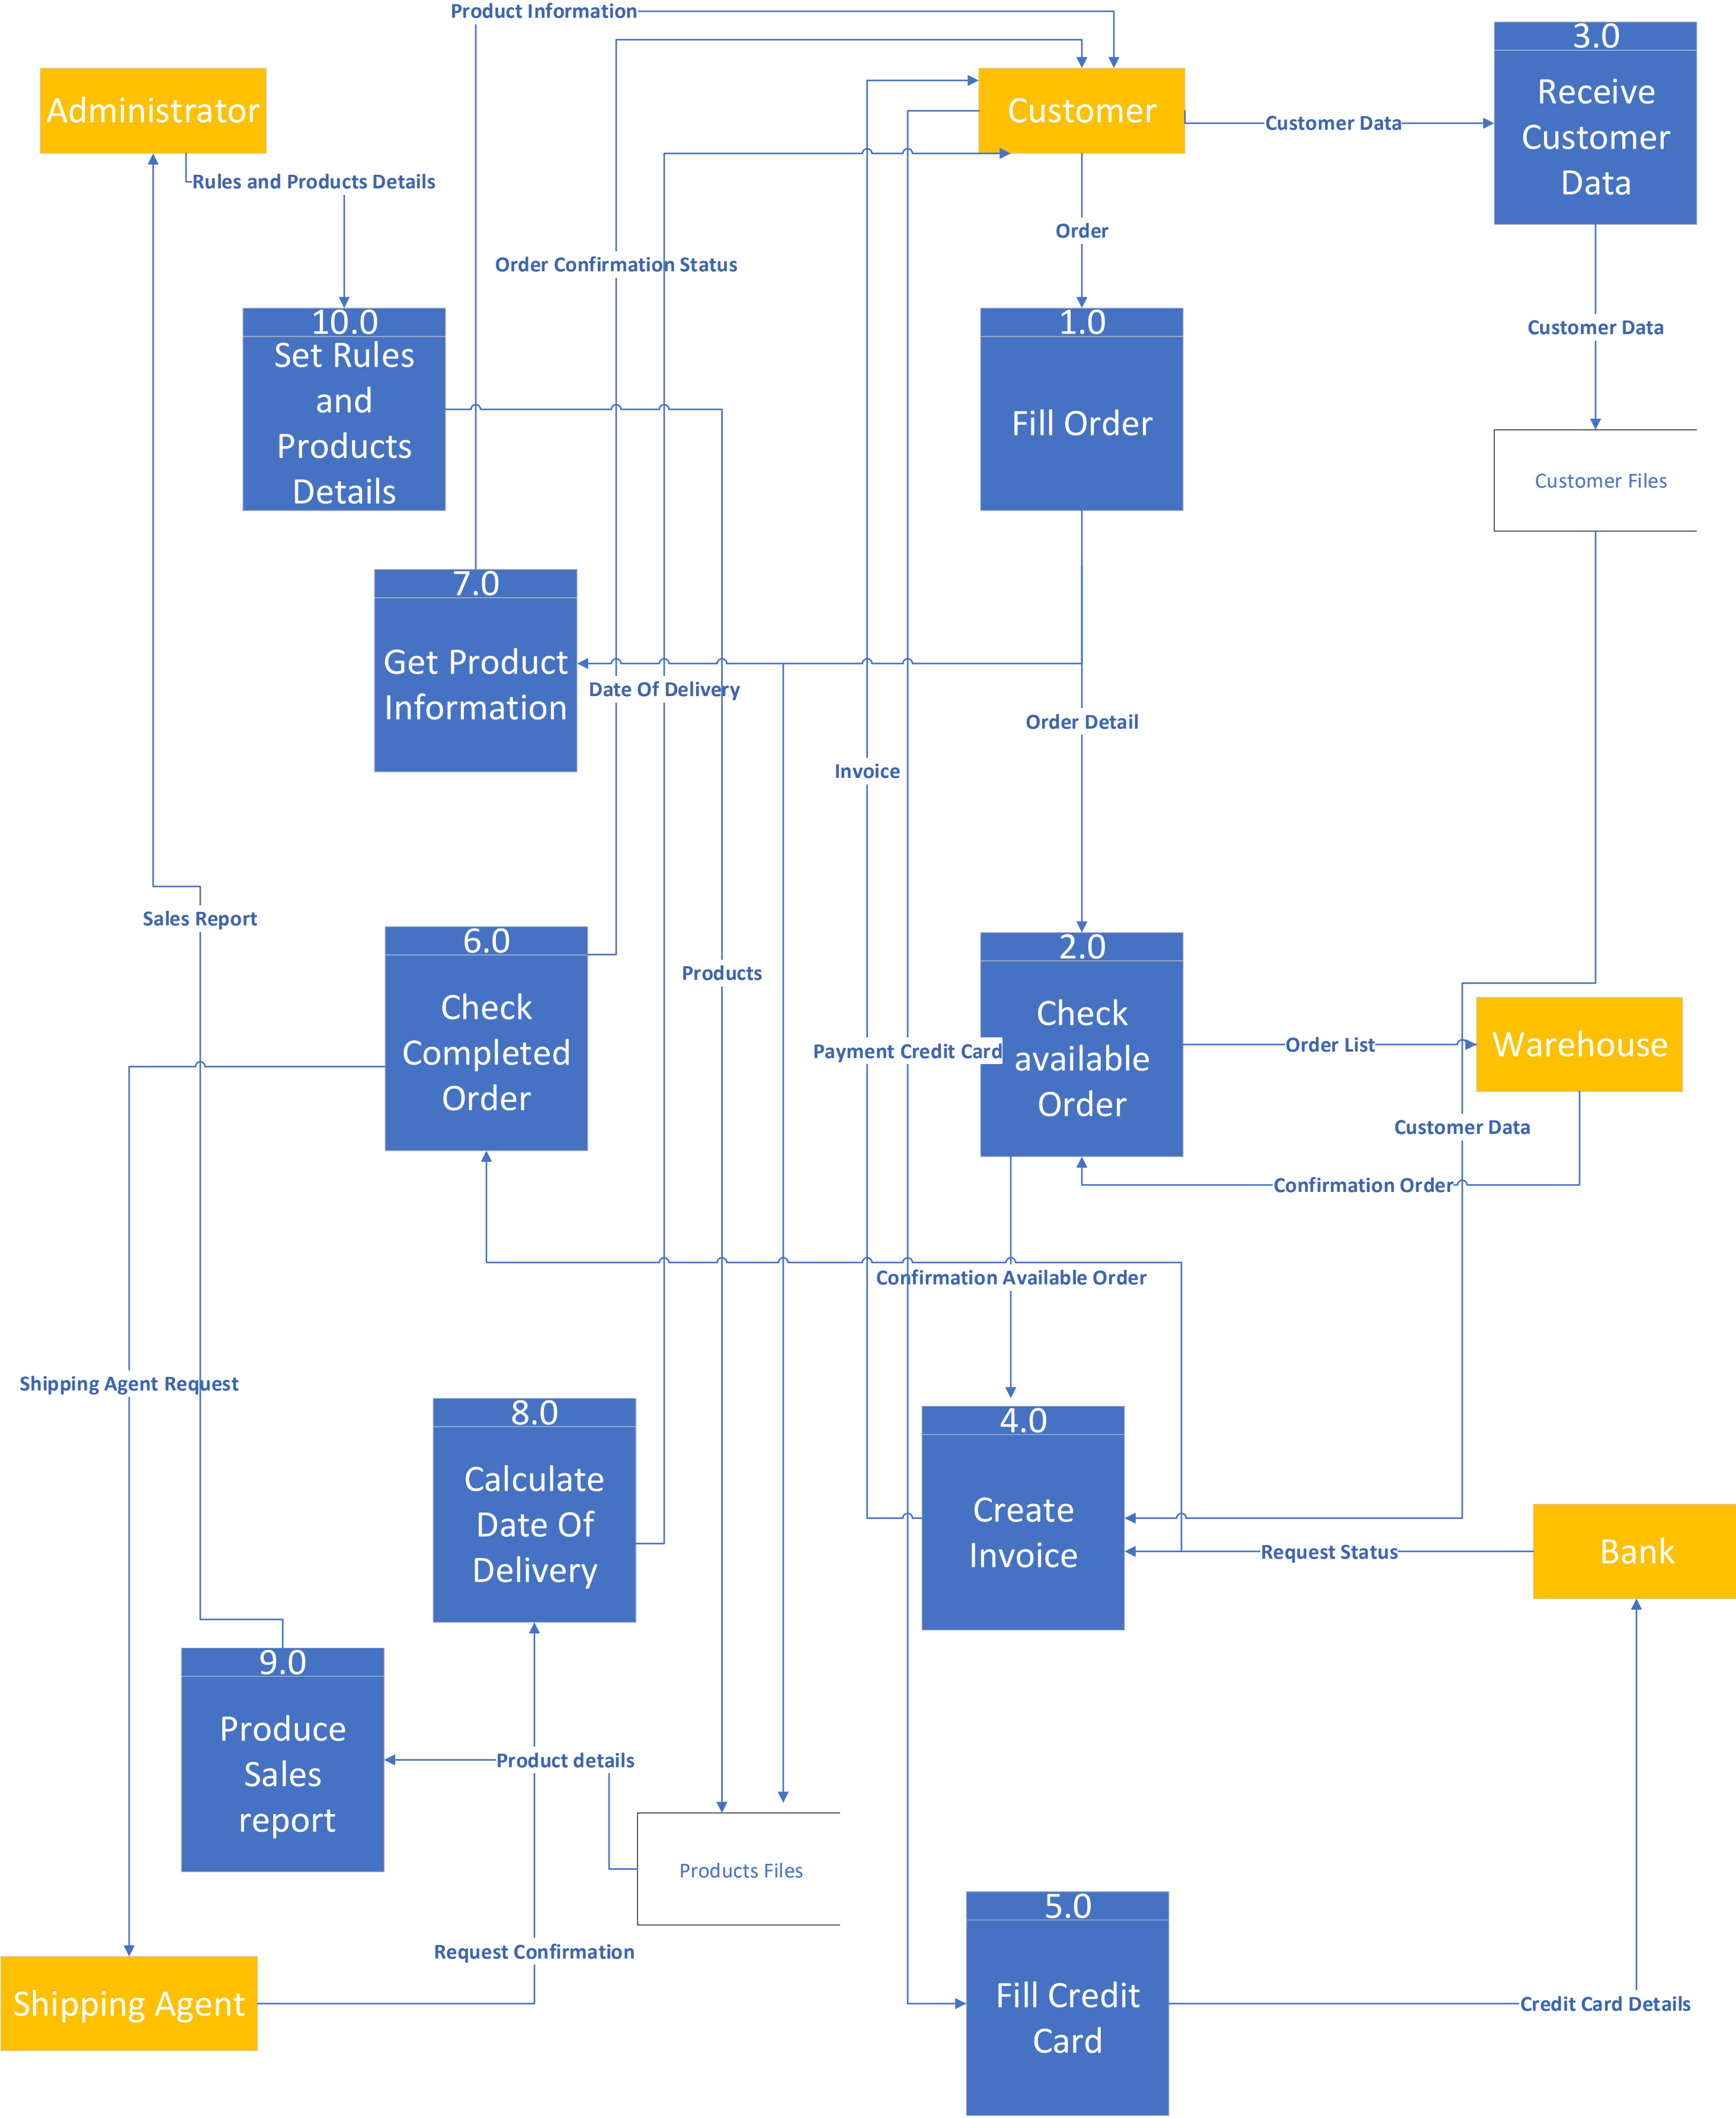 Product Information
3.0
Receive
Customer
Data
Administrator
Customer
Customer Data
Rules and Products Details
Order
Order Confirmation Status
10.0
Set Rules
and
Products
Details
1.0
Fill Order
Customer Data
Customer Files
7.0
Get Product
Information
Date Of Delivery
Order Detail
Invoice
Sales Report
6.0
Check
Completed
Order
Products
2.0
Check
available
Order
Payment Credit Card
Order List
Warehouse
Customer Data
Confirmation Order
Confirmation Available Order
Shipping Agent Request
8.0
Calculate
Date Of
Delivery
4.0
Create
Invoice
Request Status
Bank
9.0
Produce
Sales
report
Product details
Products Files
Request Confirmation
5.0
Fill Credit
Card
Shipping Agent
Credit Card Details